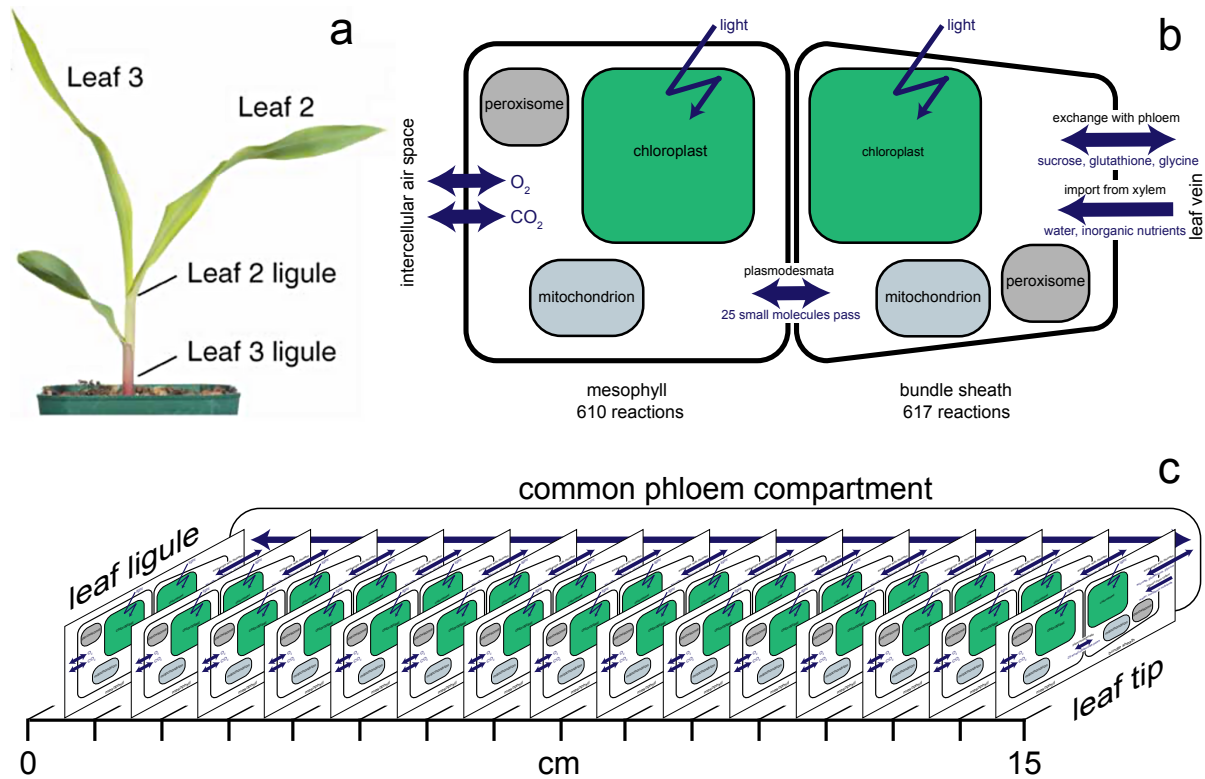 a
Leaf 3
Leaf 2
Leaf 2 ligule
Leaf 3 ligule
b
light
light
peroxisome
chloroplast
chloroplast
intercellular air space
O2
CO2
exchange with phloem
sucrose, glutathione, glycine
import from xylem
water, inorganic nutrients
leaf vein
plasmodesmata
25 small molecules pass
mitochondrion
mitochondrion
peroxisome
mesophyll
610 reactions
bundle sheath
617 reactions
c
common phloem compartment
leaf ligule
leaf tip
0
cm
15